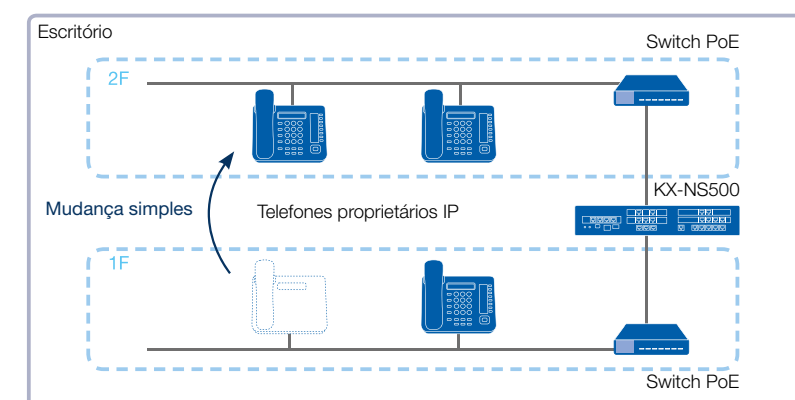 Escritório
Switch PoE
2F
KX-NS500
Mudança simples
Telefones proprietários IP
1F
Switch PoE